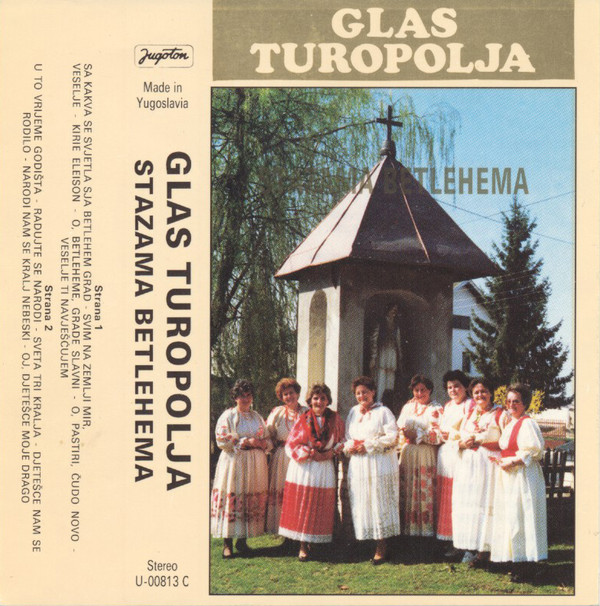 Jugoton
Made in
Yugoslavia
GLAS TUROPOLJA
STAZAMA BETLEHEMA
Strana 1
SA KAKVA SE SVJETLA SJA BETLEHEM GRAD - SVIM NA ZEMLJI MIR,
VESELJE - KIRIE ELEISON - O, BETLEHEME, GRADE SLAVNI - O, PASTIRI, ČUDO NOVO -
VESELJE TI NAVJEŠĆUJEM
Strana 2
U TO VRIJEME GODIŠTA - RADUJTE SE NARODI - SVETA TRI KRALJA - DJETEŠCE NAM SE
RODILO - NARODI NAM SE KRALJ NEBESKI - OJ, DJETEŠCE MOJE DRAGO
Stereo
U-00813 C
GLAS
TUROPOLJA
BETLEHEMA